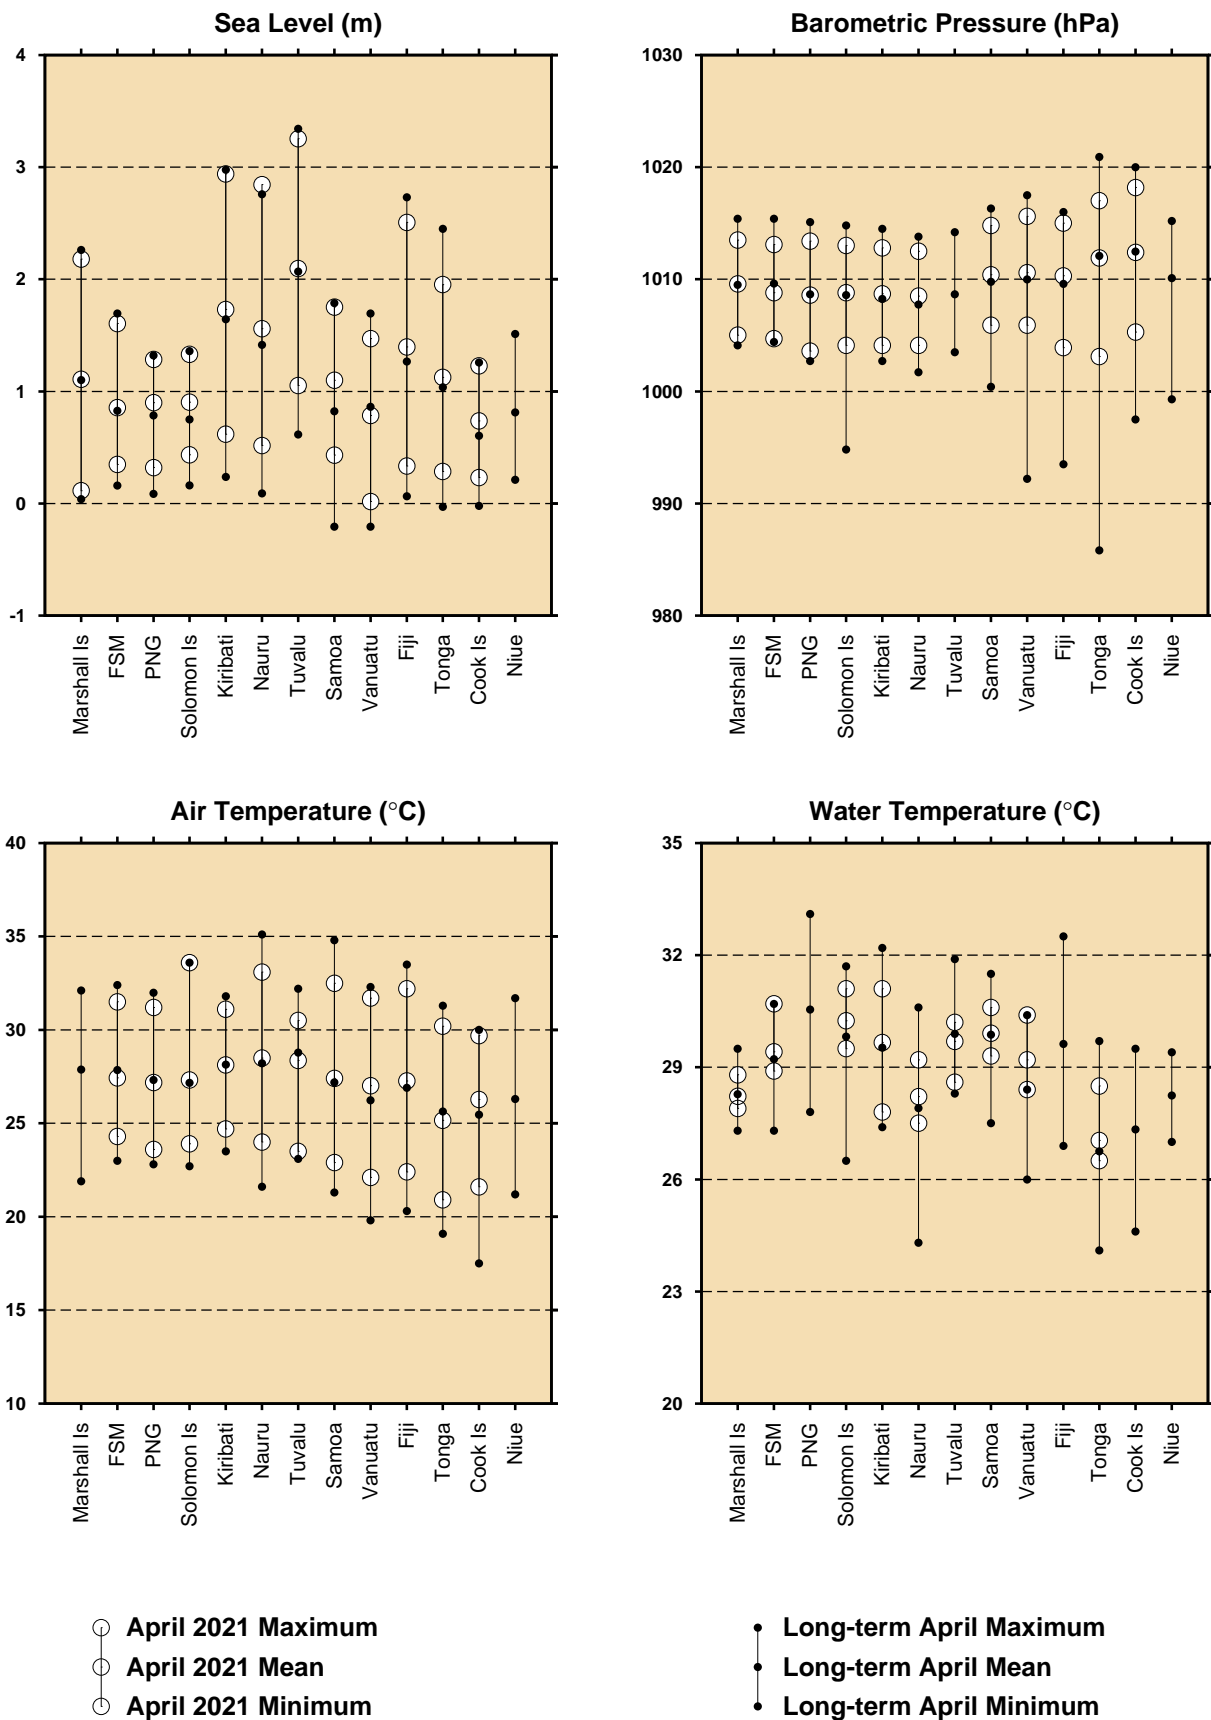 Sea Level (m)
4
3
2
1
0
-1
Marshall Is
FSM
PNG
Solomon Is
Kiribati
Nauru
Tuvalu
Samoa
Vanuatu
Fiji
Tonga
Cook Is
Niue
Barometric Pressure (hPa)
1030
1020
1010
1000
990
980
Marshall Is
FSM
PNG
Solomon Is
Kiribati
Nauru
Tuvalu
Samoa
Vanuatu
Fiji
Tonga
Cook Is
Niue
Air Temperature (°C)
40
35
30
25
20
15
10
Marshall Is
FSM
PNG
Solomon Is
Kiribati
Nauru
Tuvalu
Samoa
Vanuatu
Fiji
Tonga
Cook Is
Niue
Water Temperature (°C)
35
32
29
26
23
20
Marshall Is
FSM
PNG
Solomon Is
Kiribati
Nauru
Tuvalu
Samoa
Vanuatu
Fiji
Tonga
Cook Is
Niue
April 2021 Maximum
April 2021 Mean
April 2021 Minimum
Long-term April Maximum
Long-term April Mean
Long-term April Minimum